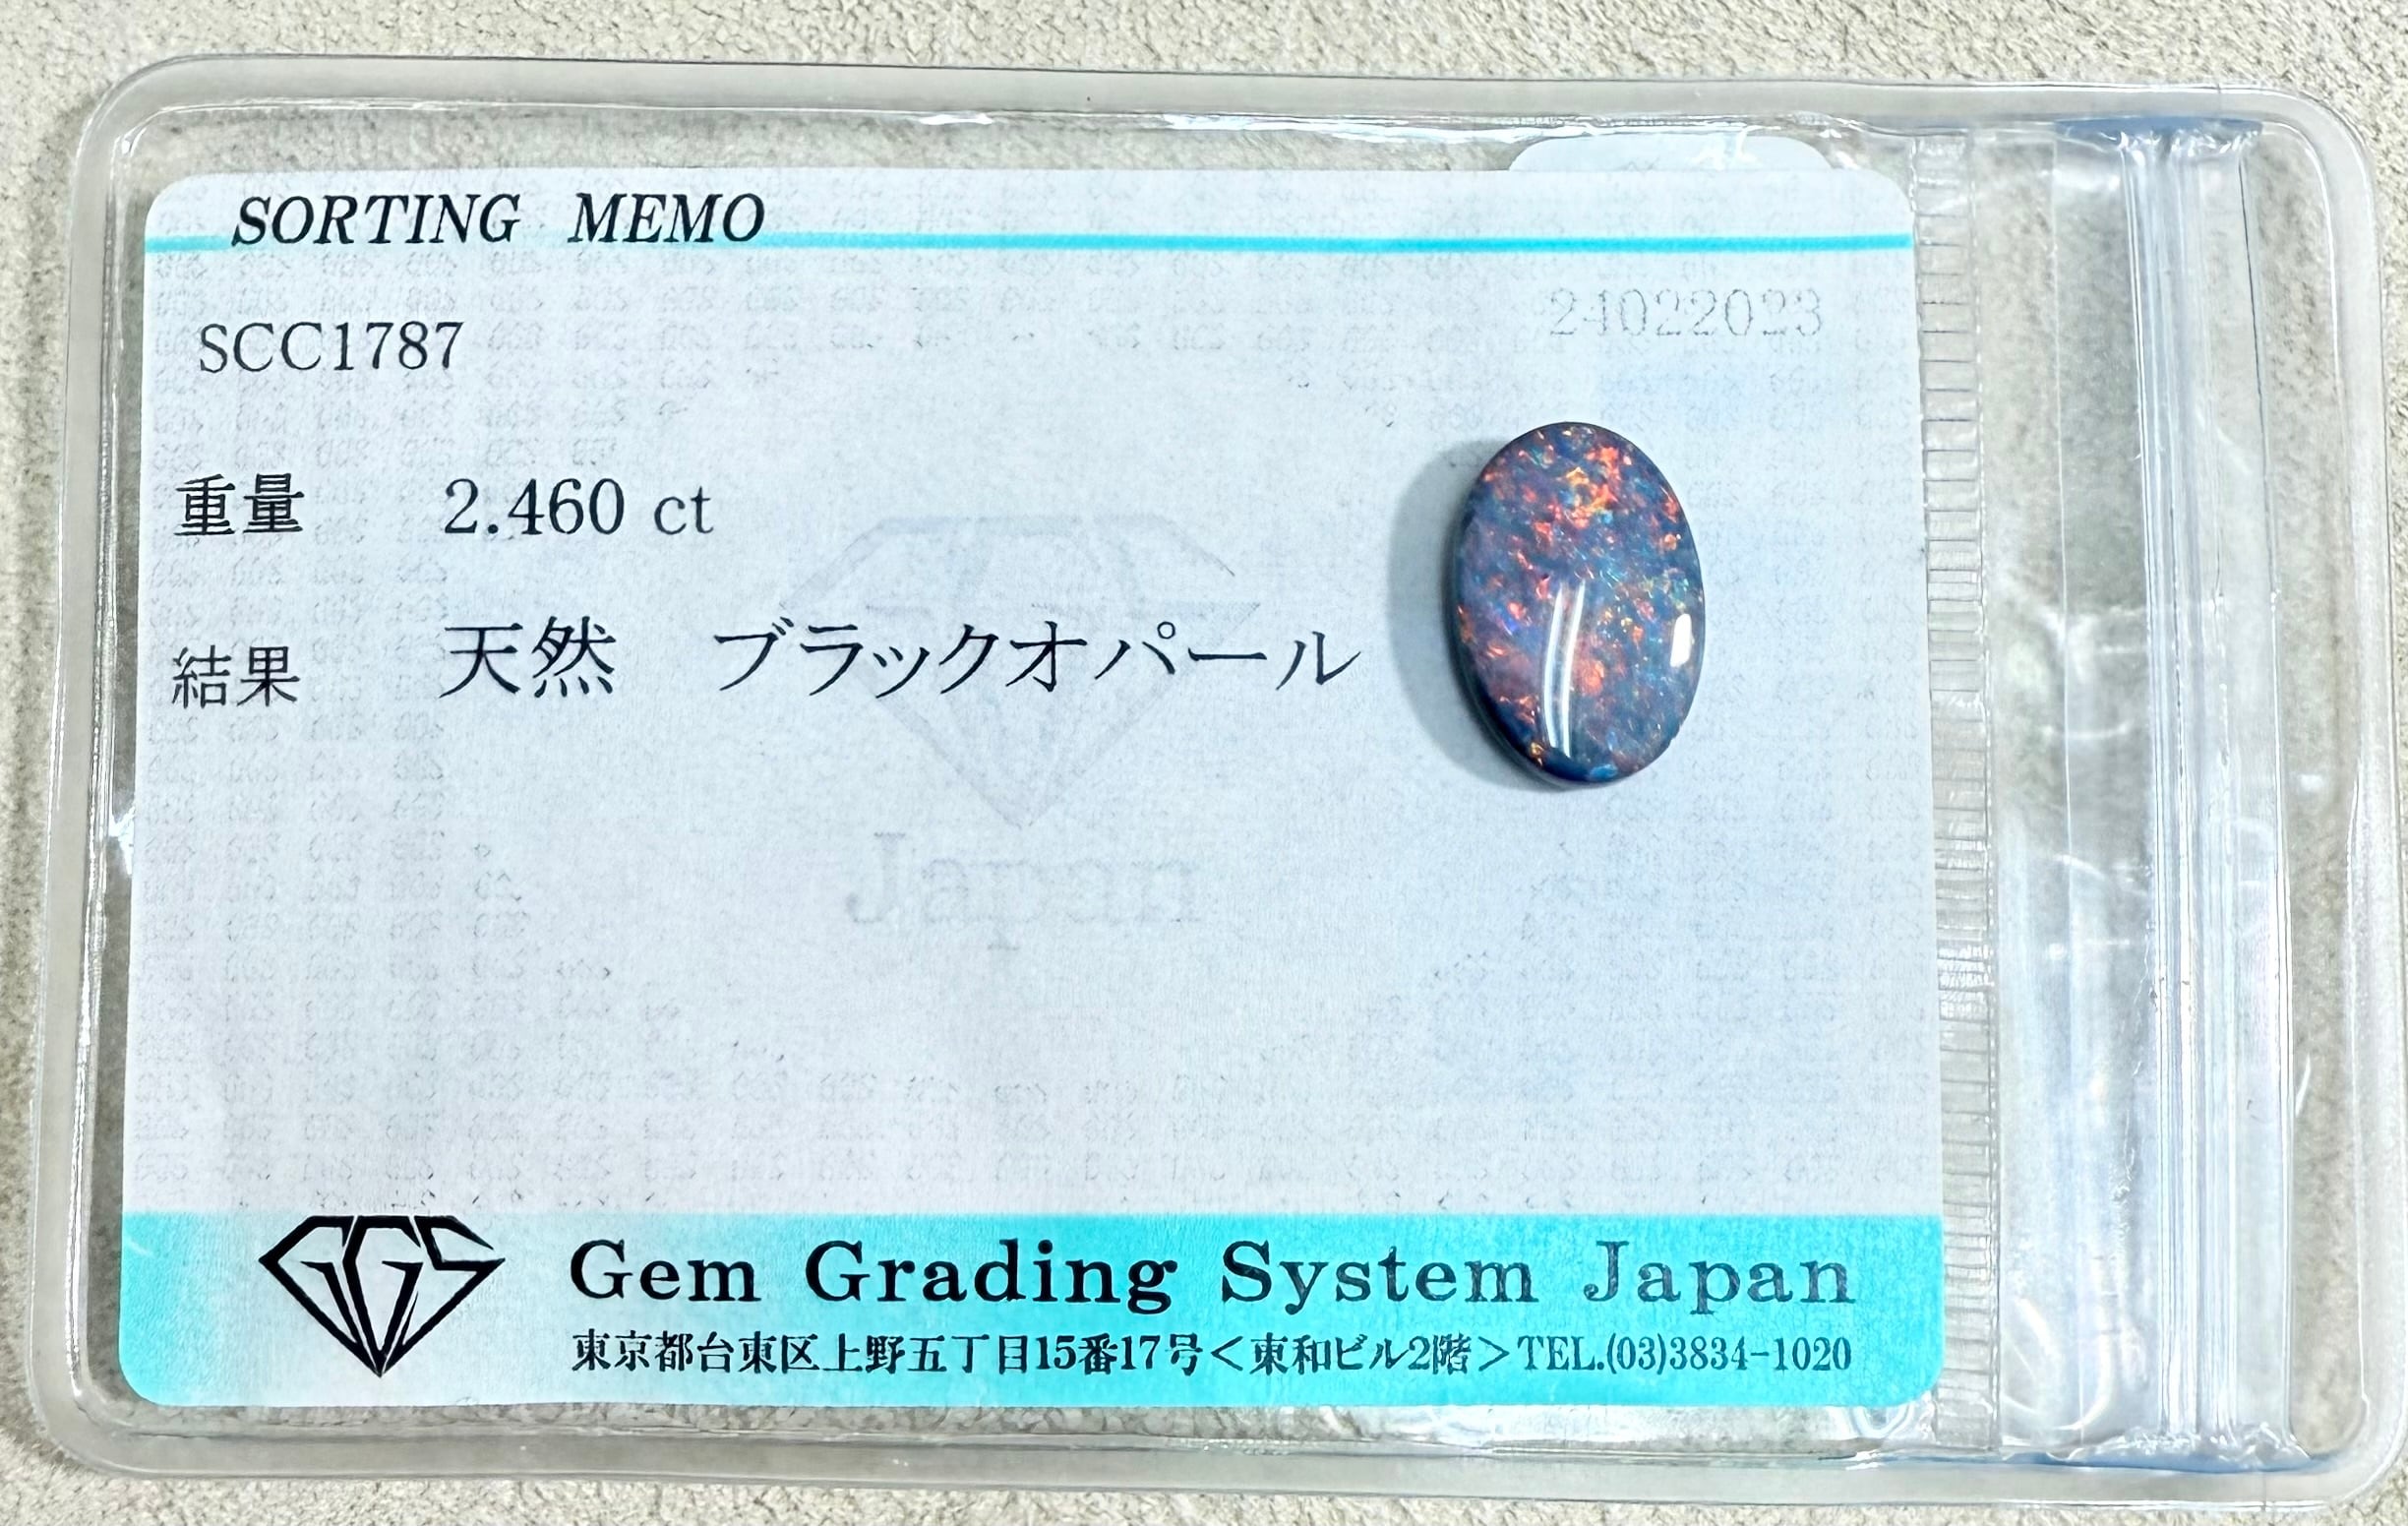 SORTING MEMO
SCC1787
24022023
重量 2.460 ct
結果 天然 ブラックオパール
Japan
GGS
Gem Grading System Japan
東京都台東区上野五丁目15番17号<東和ビル2階>TEL.(03)3834-1020